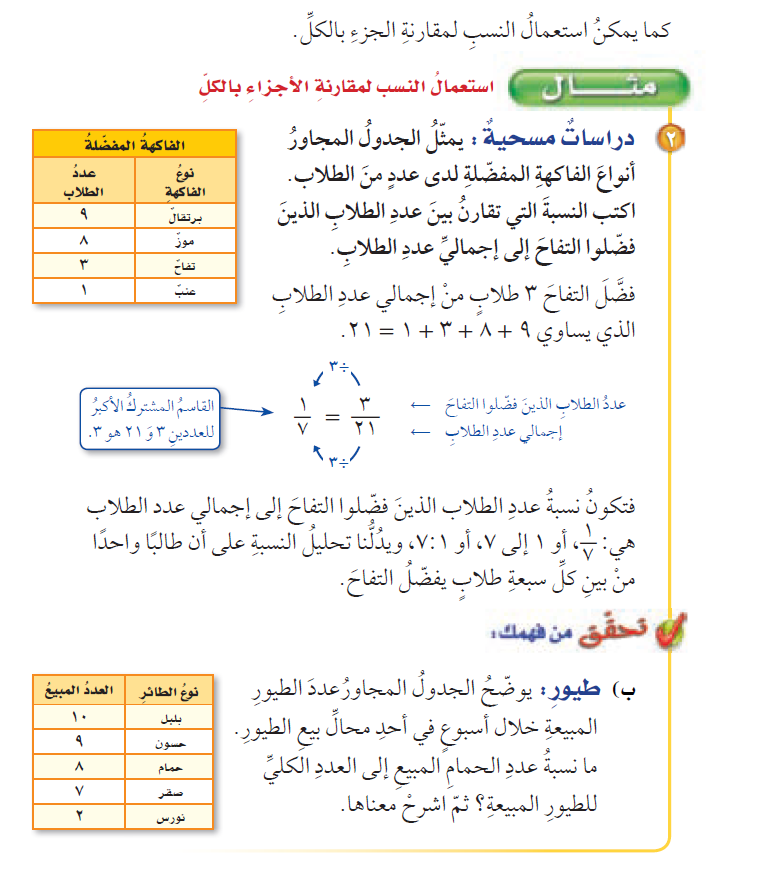 كما يمكنُ استعمالُ النسبِ لمقارنةِ الجزءِ بالكلِّ.
مثـــال استعمالُ النسب لمقارنةِ الأجزاءِ بالكلِّ
٢ دراساتٌ مسحيةٌ : يمثّلُ الجدولُ المجاورُ
أنواعَ الفاكهةِ المفضّلةِ لدى عددٍ منَ الطلاب.
اكتب النسبةَ التي تقارنُ بينَ عددِ الطلابِ الذينَ
فضّلوا التفاحَ إلى إجماليِّ عددِ الطلابِ.
الفاكهةُ المفضّلةُ
نوعُ الفاكهةِ عددُ الطلاب
برتقالٌ ٩
موزٌ ٨
تفاحٌ ٣
عنبٌ ١
فضَّلَ التفاحَ ٣ طلابٍ منْ إجمالي عددِ الطلابِ
الذي يساوي ٩ + ٨ + ٣ + ١ = ٢١.
٣÷
عددُ الطلابِ الذينَ فضّلوا التفاحَ ← ٣ = ١
إجمالي عددِ الطلابِ ← ٢١ ٧
٣÷
القاسمُ المشتركُ الأكبرُ
للعددينِ ٣ وَ ٢١ هو ٣.
فتكونُ نسبةُ عددِ الطلاب الذينَ فضّلوا التفاحَ إلى إجمالي عدد الطلاب
هي: ١/٧، أو ١ إلى ٧، أو ٧:١، ويدُلُّنا تحليلُ النسبةِ على أن طالبًا واحدًا
منْ بينِ كلِّ سبعةِ طلابٍ يفضّلُ التفاحَ.
تحقّق من فهمك:
ب) طيورِ: يوضّحُ الجدولُ المجاورُ عددَ الطيورِ
المبيعةِ خلال أسبوعٍ في أحدِ محالِّ بيعِ الطيورِ.
ما نسبةُ عددِ الحمامِ المبيعِ إلى العددِ الكليِّ
للطيورِ المبيعةِ؟ ثمّ اشرحْ معناها.
نوعُ الطائرِ العددُ المبيعُ
بلبل ١٠
حسون ٩
حمام ٨
صقر ٧
نورس ٢